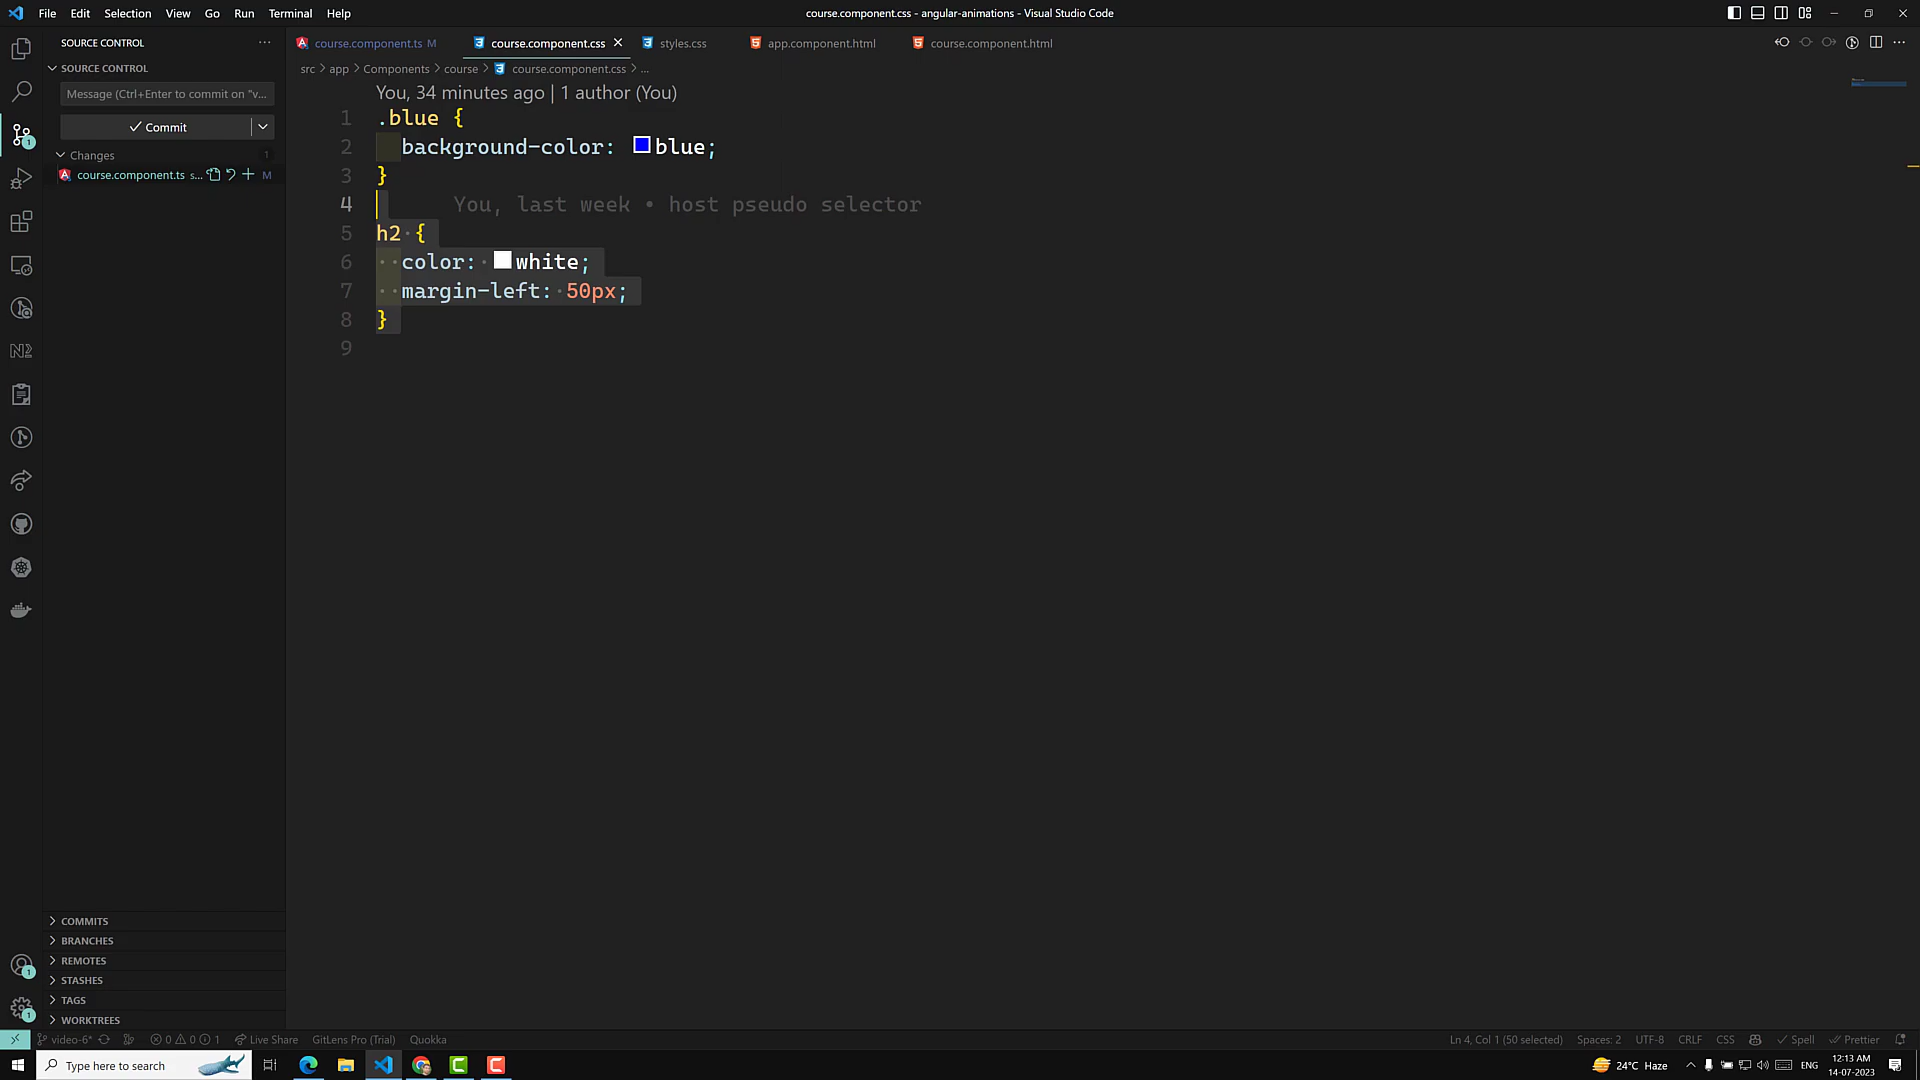 File Edit Selection View Go Run Terminal Help
course.component.css - angular-animations - Visual Studio Code
SOURCE CONTROL
course.component.ts M
course.component.css
styles.css
app.component.html
course.component.html
SOURCE CONTROL
src > app > Components > course > course.component.css > ...
Message (Ctrl+Enter to commit on "v...
Commit
Changes 1
course.component.ts s... M
You, 34 minutes ago | 1 author (You)
1 .blue {
2 background-color: blue;
3 }
4 You, last week • host pseudo selector
5 h2 {
6 color: white;
7 margin-left: 50px;
8 }
9
COMMITS
BRANCHES
REMOTES
STASHES
TAGS
WORKTREES
video-6* 0 0 1 Live Share GitLens Pro (Trial) Quokka
Ln 4, Col 1 (50 selected) Spaces: 2 UTF-8 CRLF CSS Spell Prettier
Type here to search
24°C Haze
ENG
12:13 AM
14-07-2023